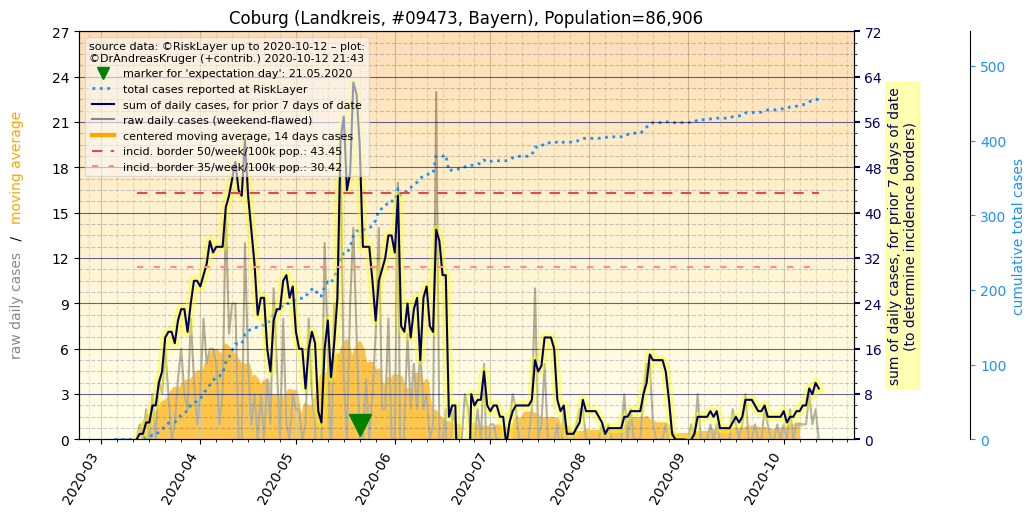 Coburg (Landkreis, #09473, Bayern), Population=86,906
source data: ©RiskLayer up to 2020-10-12 – plot:
©DrAndreasKruger (+contrib.) 2020-10-12 21:43
marker for 'expectation day': 21.05.2020
total cases reported at RiskLayer
sum of daily cases, for prior 7 days of date
raw daily cases (weekend-flawed)
centered moving average, 14 days cases
incid. border 50/week/100k pop.: 43.45
incid. border 35/week/100k pop.: 30.42
raw daily cases / moving average
27
24
21
18
15
12
9
6
3
0
2020-03
2020-04
2020-05
2020-06
2020-07
2020-08
2020-09
2020-10
72
64
56
48
40
32
24
16
8
0
sum of daily cases, for prior 7 days of date
(to determine incidence borders)
500
400
300
200
100
0
cumulative total cases